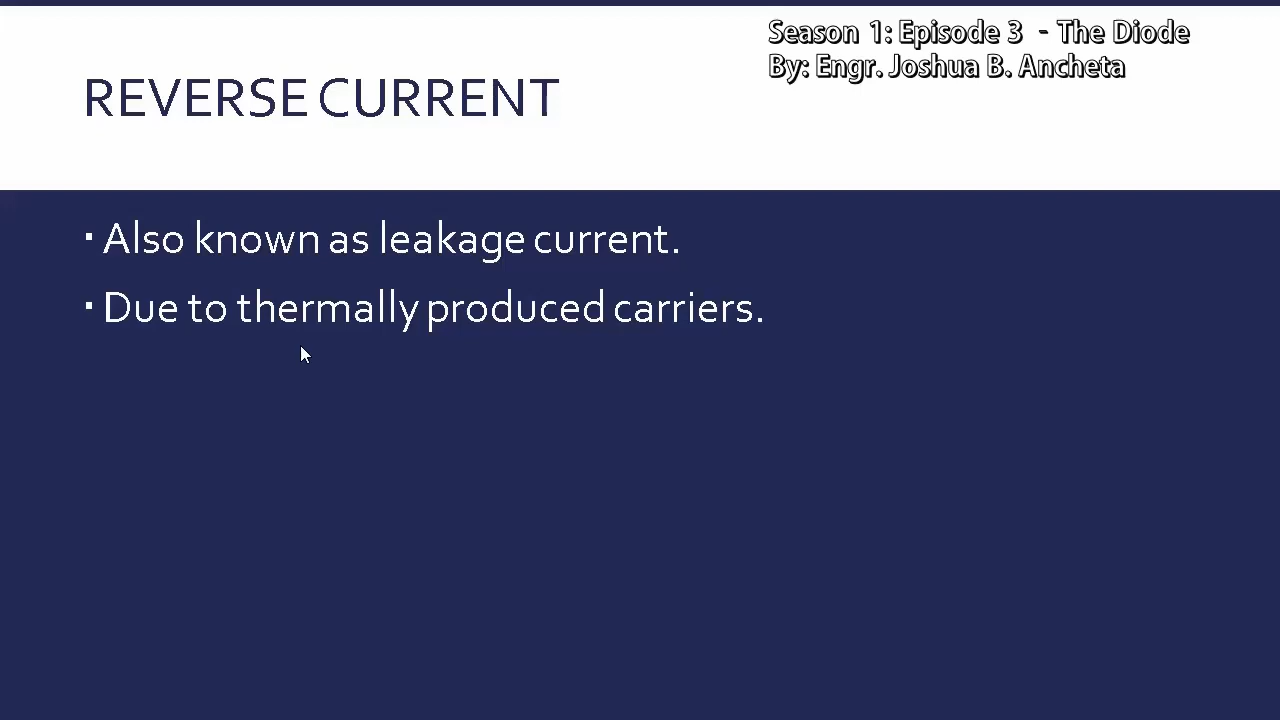 Season 1: Episode 3 - The Diode
By: Engr. Joshua B. Ancheta
REVERSE CURRENT
▪ Also known as leakage current.
▪ Due to thermally produced carriers.